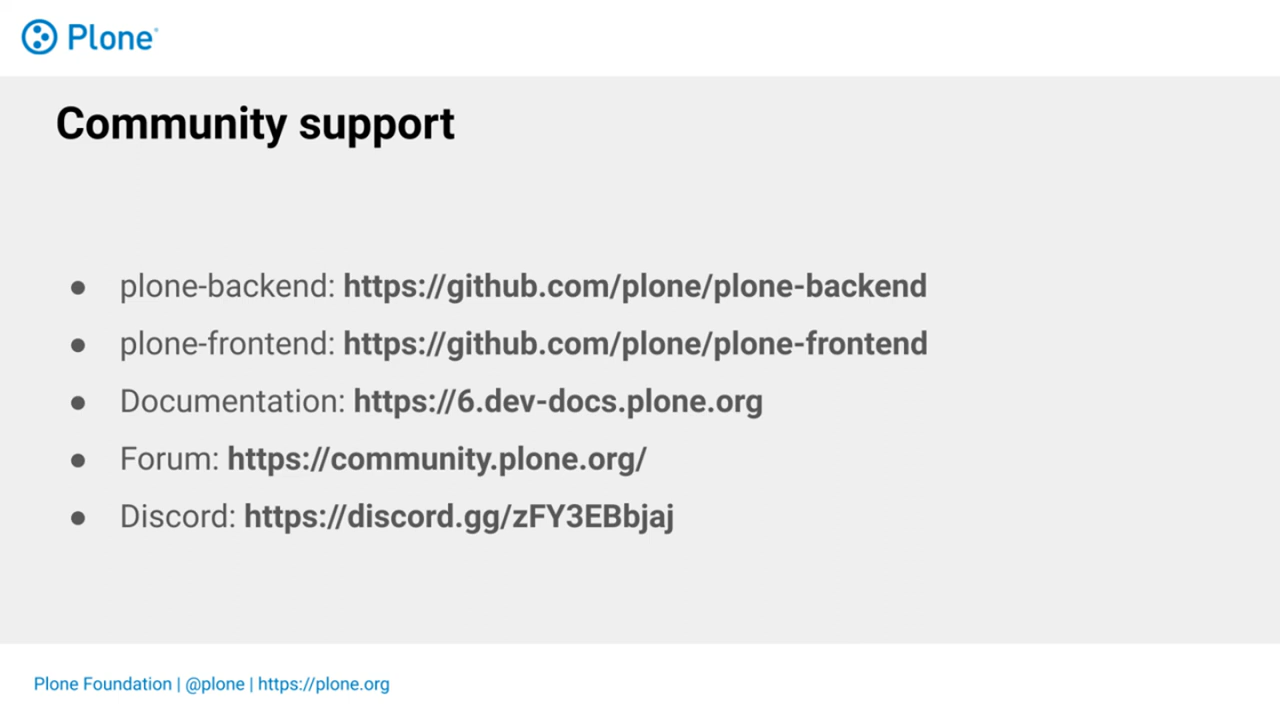 Plone®
Community support
● plone-backend: https://github.com/plone/plone-backend
● plone-frontend: https://github.com/plone/plone-frontend
● Documentation: https://6.dev-docs.plone.org
● Forum: https://community.plone.org/
● Discord: https://discord.gg/zFY3EBbjaj
Plone Foundation | @plone | https://plone.org